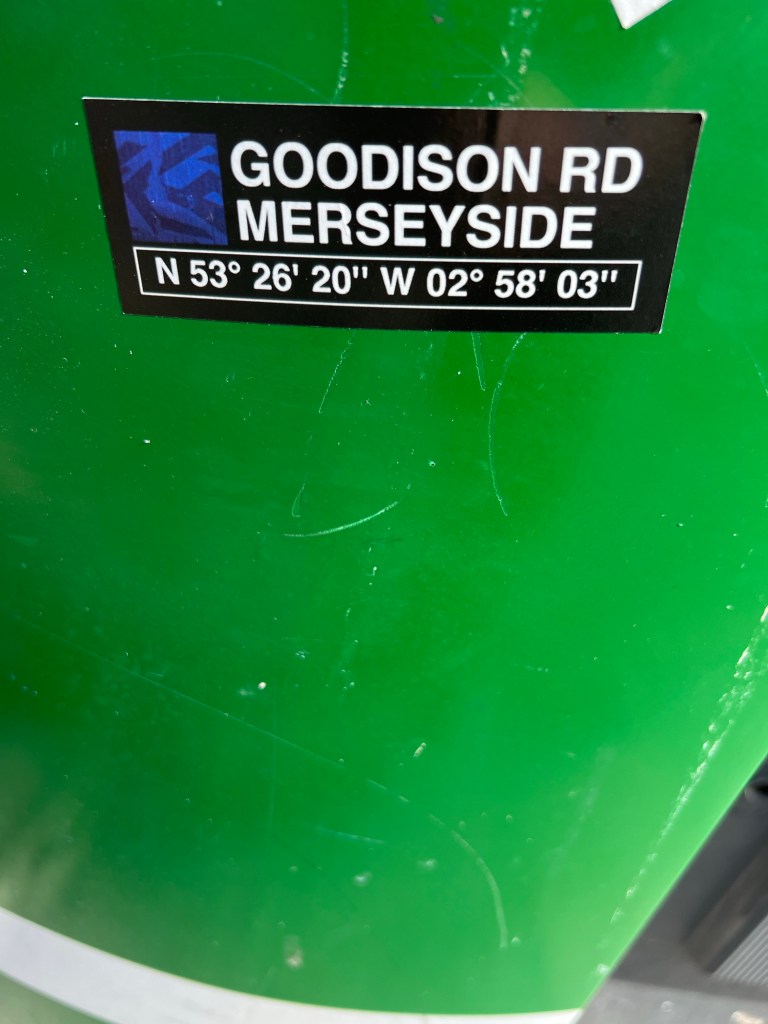 GOODISON RD
MERSEYSIDE
N 53° 26' 20" W 02° 58' 03"